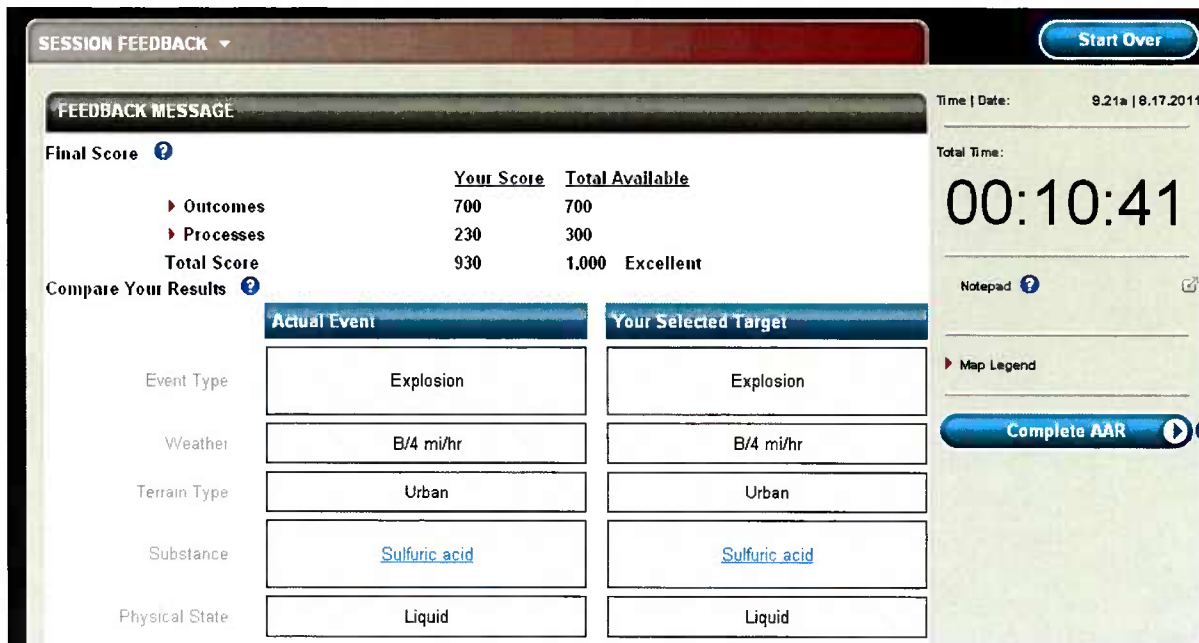 SESSION FEEDBACK
Start Over
FEEDBACK MESSAGE
Final Score ?
Your Score Total Available
Outcomes 700 700
Processes 230 300
Total Score 930 1,000 Excellent
Compare Your Results ?
Actual Event Your Selected Target
Event Type Explosion Explosion
Weather B/4 mi/hr B/4 mi/hr
Terrain Type Urban Urban
Substance Sulfuric acid Sulfuric acid
Physical State Liquid Liquid
Time | Date: 9.21a | 8.17.2011
Total Time:
00:10:41
Notepad ?
Map Legend
Complete AAR